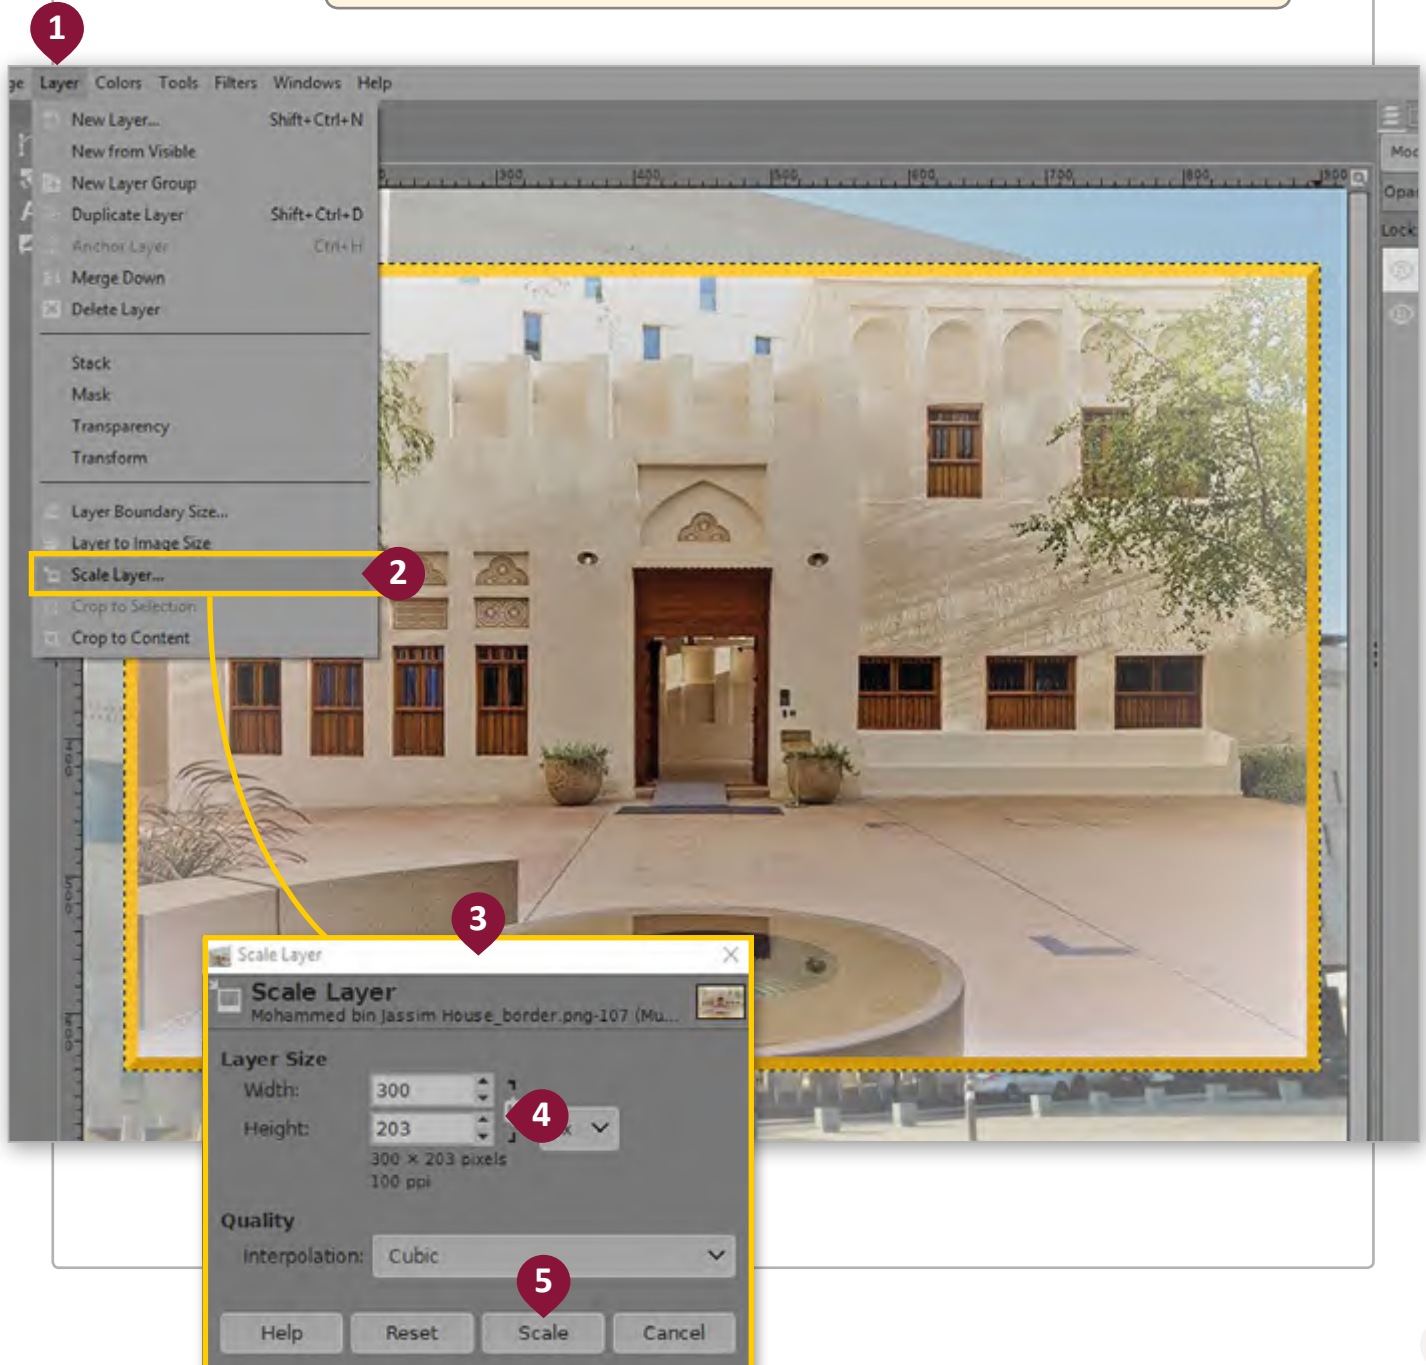 1
ge Layer Colors Tools Filters Windows Help
New Layer... Shift+Ctrl+N
New from Visible
New Layer Group
Duplicate Layer Shift+Ctrl+D
Anchor Layer Ctrl+H
Merge Down
Delete Layer
Stack
Mask
Transparency
Transform
Layer Boundary Size...
Layer to Image Size
Scale Layer...
2
Crop to Selection
Crop to Content
300 400 500 600 700 800 900
Mod
Opa
Lock
400
500
600
3
Scale Layer
Scale Layer
Mohammed bin Jassim House_border.png-107 (Mu...
Layer Size
Width: 300
Height: 203
4
x
300 × 203 pixels
100 ppi
Quality
Interpolation: Cubic
5
Help Reset Scale Cancel